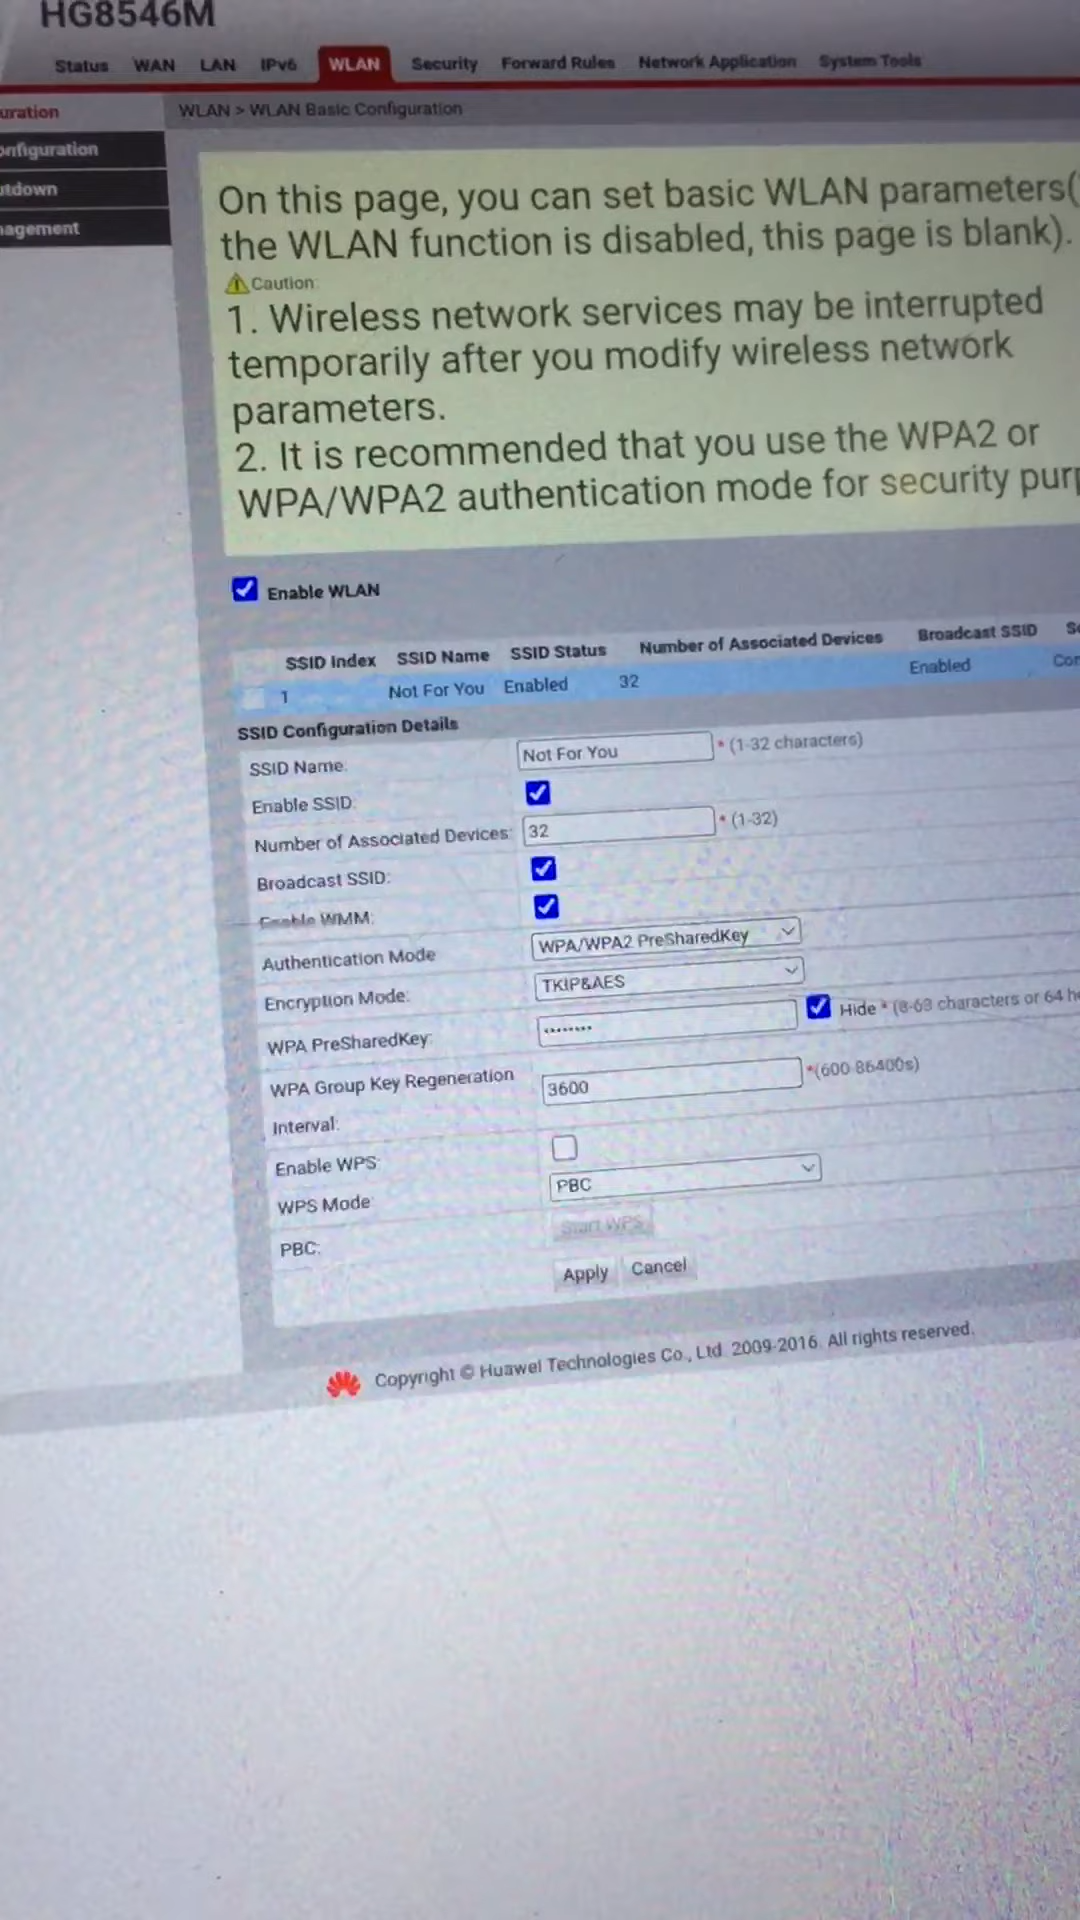 HG8546M
Status WAN LAN IPv6 WLAN Security Forward Rules Network Application System Tools
uration
onfiguration
utdown
nagement
WLAN > WLAN Basic Configuration
On this page, you can set basic WLAN parameters(
the WLAN function is disabled, this page is blank).
Caution:
1. Wireless network services may be interrupted
temporarily after you modify wireless network
parameters.
2. It is recommended that you use the WPA2 or
WPA/WPA2 authentication mode for security purp
Enable WLAN
SSID Index SSID Name SSID Status Number of Associated Devices Broadcast SSID Se
1 Not For You Enabled 32 Enabled Con
SSID Configuration Details
SSID Name: Not For You * (1-32 characters)
Enable SSID:
Number of Associated Devices: 32 * (1-32)
Broadcast SSID:
Enable WMM:
Authentication Mode WPA/WPA2 PreSharedKey
Encryption Mode: TKIP&AES
WPA PreSharedKey: ········ Hide * (8-63 characters or 64 he
WPA Group Key Regeneration
Interval: 3600 *(600-86400s)
Enable WPS:
WPS Mode PBC
PBC: Start WPS
Apply Cancel
Copyright © Huawei Technologies Co., Ltd. 2009-2016. All rights reserved.